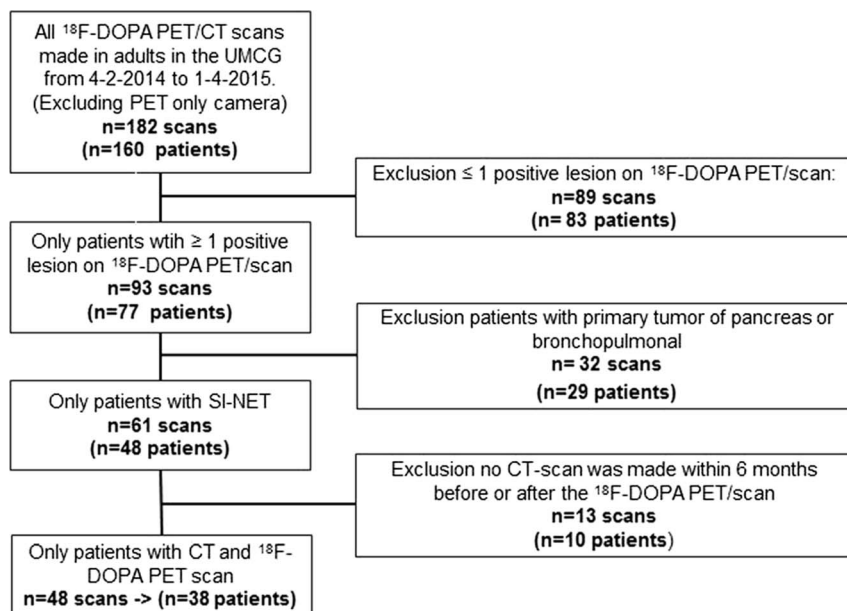 All ¹⁸F-DOPA PET/CT scans
made in adults in the UMCG
from 4-2-2014 to 1-4-2015.
(Excluding PET only camera)
n=182 scans
(n=160 patients)
Exclusion ≤ 1 positive lesion on ¹⁸F-DOPA PET/scan:
n=89 scans
(n= 83 patients)
Only patients wtih ≥ 1 positive
lesion on ¹⁸F-DOPA PET/scan
n=93 scans
(n=77 patients)
Exclusion patients with primary tumor of pancreas or
bronchpulmonal
n= 32 scans
(n=29 patients)
Only patients with SI-NET
n=61 scans
(n=48 patients)
Exclusion no CT-scan was made within 6 months
before or after the ¹⁸F-DOPA PET/scan
n=13 scans
(n=10 patients)
Only patients with CT and ¹⁸F-
DOPA PET scan
n=48 scans -> (n=38 patients)